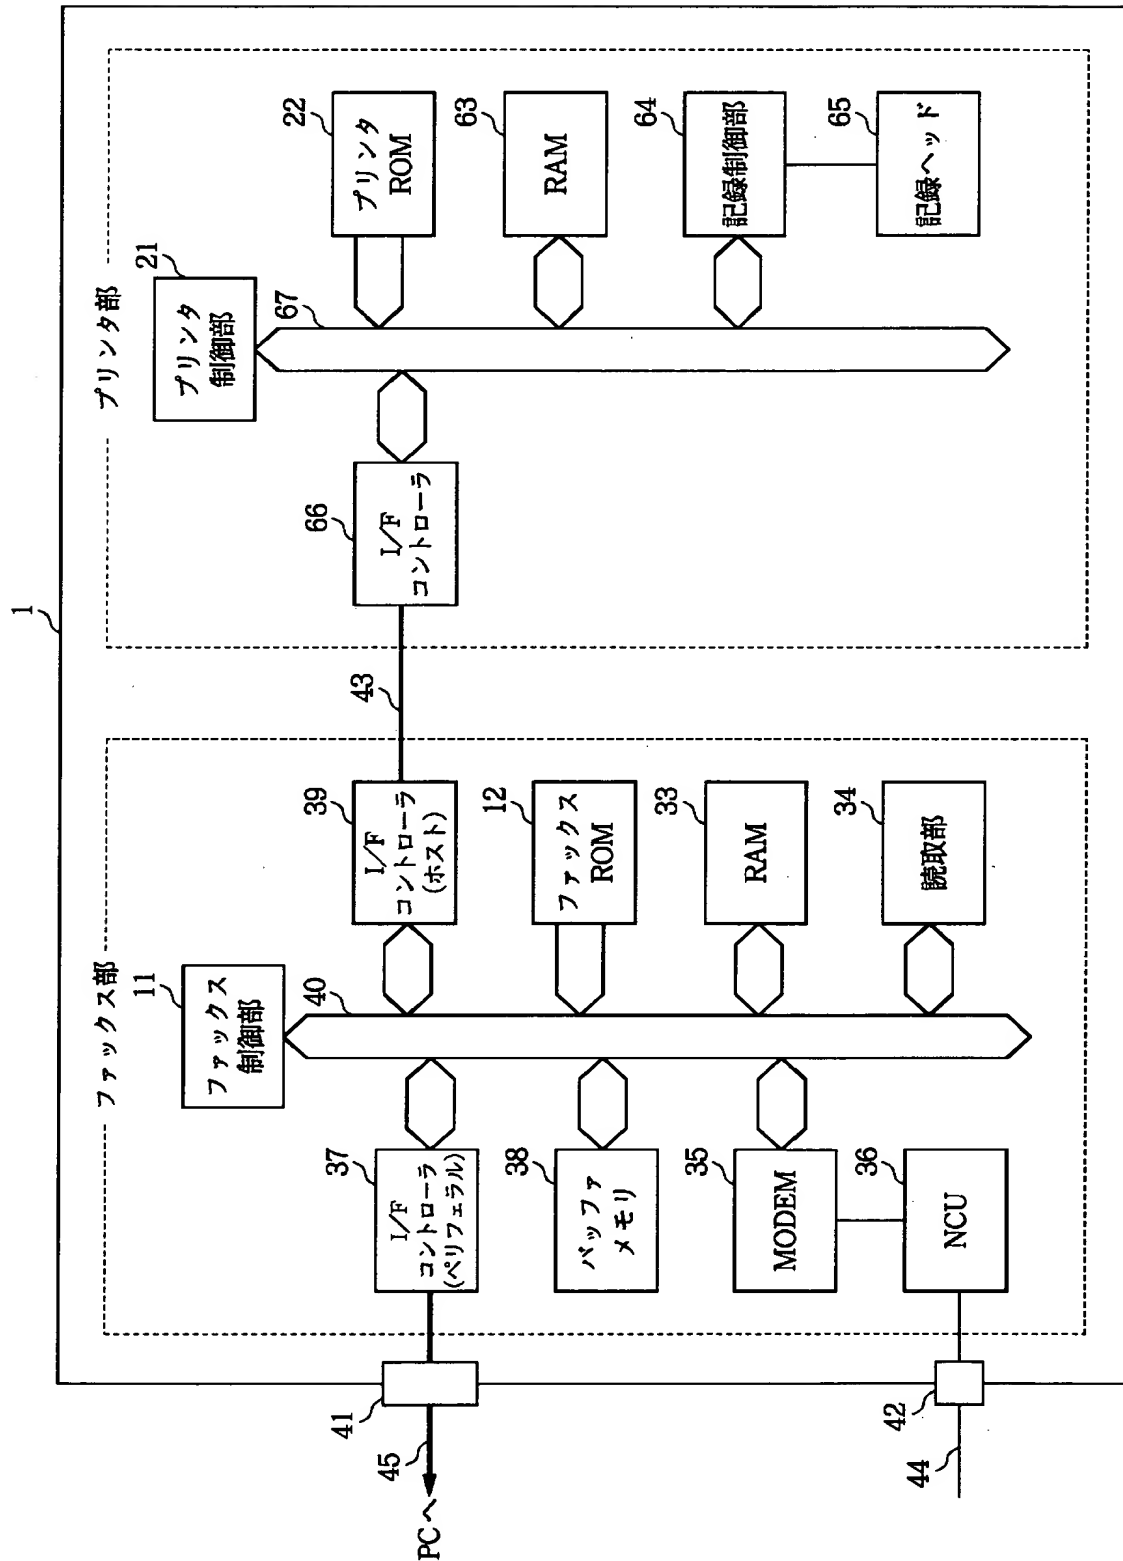 1
ファックス部
11
ファックス
制御部
37
I/F
コントローラ
(ペリフェラル)
38
バッファ
メモリ
35
MODEM
36
NCU
40
39
I/F
コントローラ
(ホスト)
12
ファックス
ROM
33
RAM
34
読取部
41
45
PCへ
42
44
43
プリンタ部
21
プリンタ
制御部
66
I/F
コントローラ
67
22
プリンタ
ROM
63
RAM
64
記録制御部
65
記録ヘッド